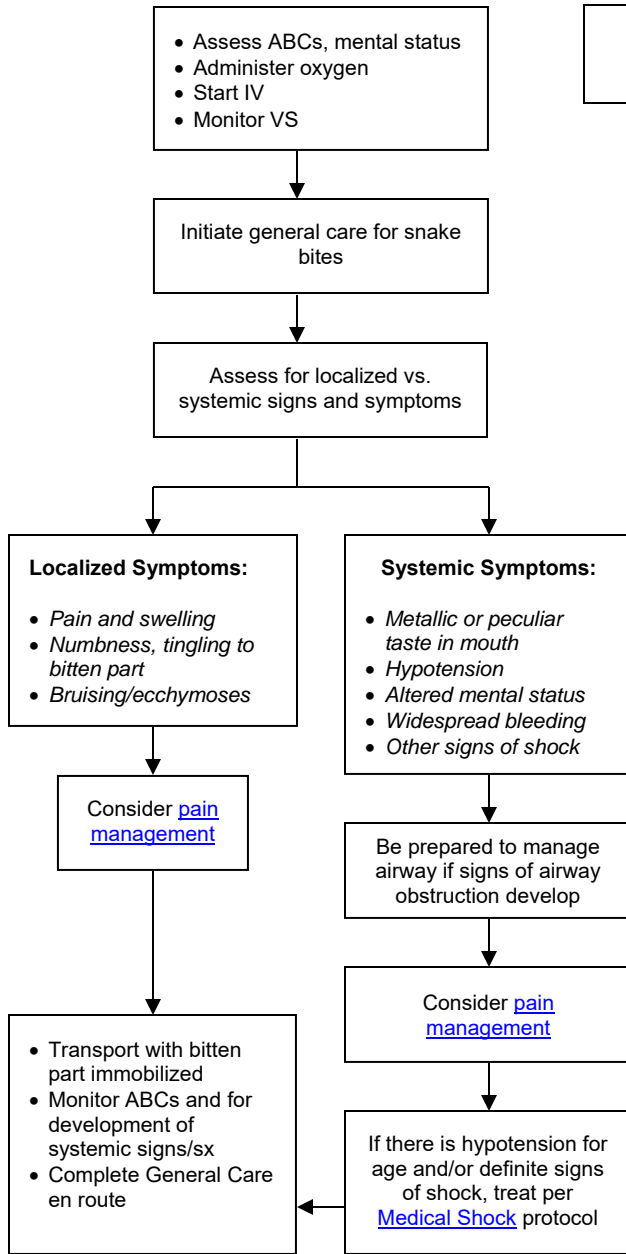 • Assess ABCs, mental status
• Administer oxygen
• Start IV
• Monitor VS
Initiate general care for snake
bites
Assess for localized vs.
systemic signs and symptoms
Localized Symptoms:
• Pain and swelling
• Numbness, tingling to
bitten part
• Bruising/ecchymoses
Consider pain
management
• Transport with bitten
part immobilized
• Monitor ABCs and for
development of
systemic signs/sx
• Complete General Care
en route
Systemic Symptoms:
• Metallic or peculiar
taste in mouth
• Hypotension
• Altered mental status
• Widespread bleeding
• Other signs of shock
Be prepared to manage
airway if signs of airway
obstruction develop
Consider pain
management
If there is hypotension for
age and/or definite signs
of shock, treat per
Medical Shock protocol